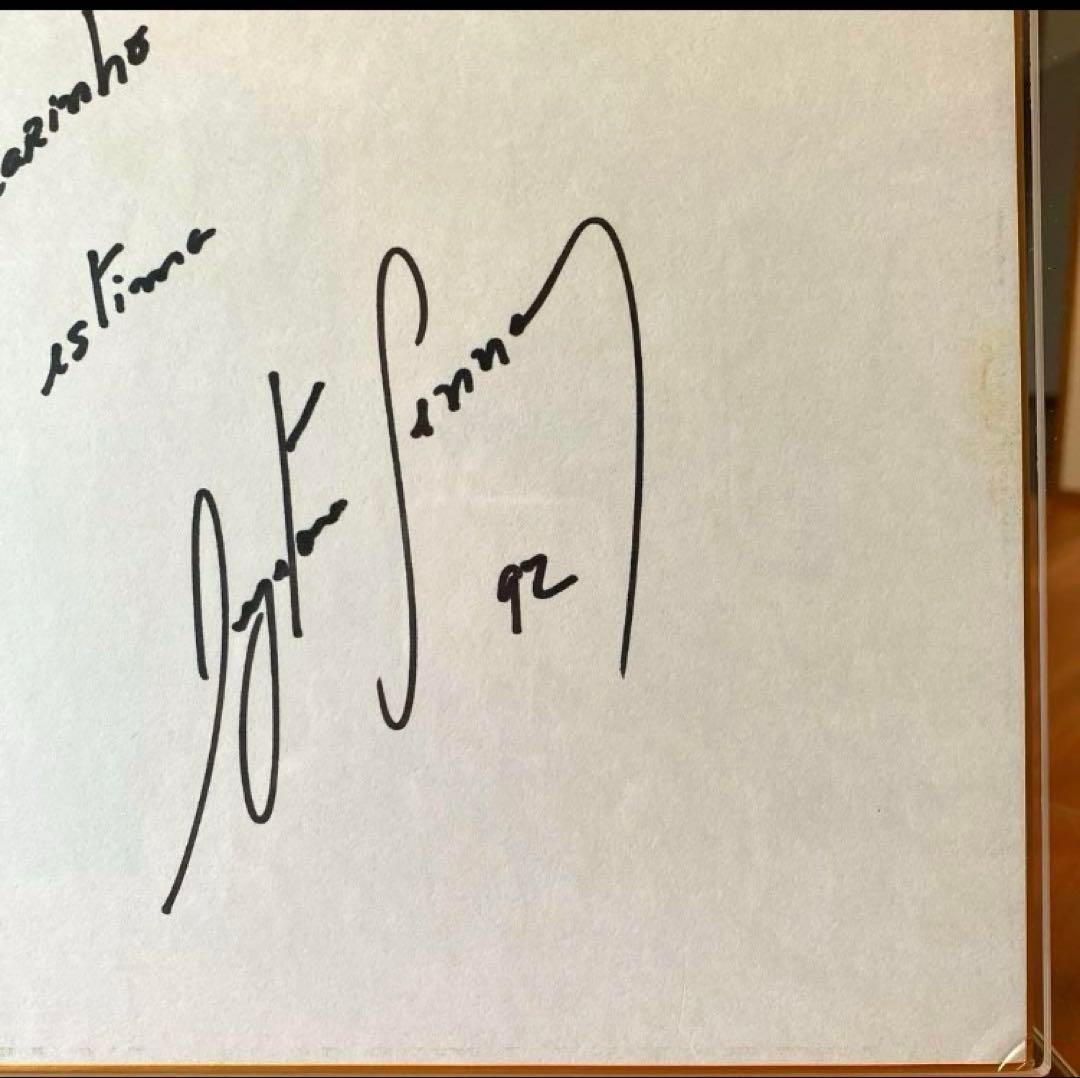 carinho
estima
Ayrton Senna
92